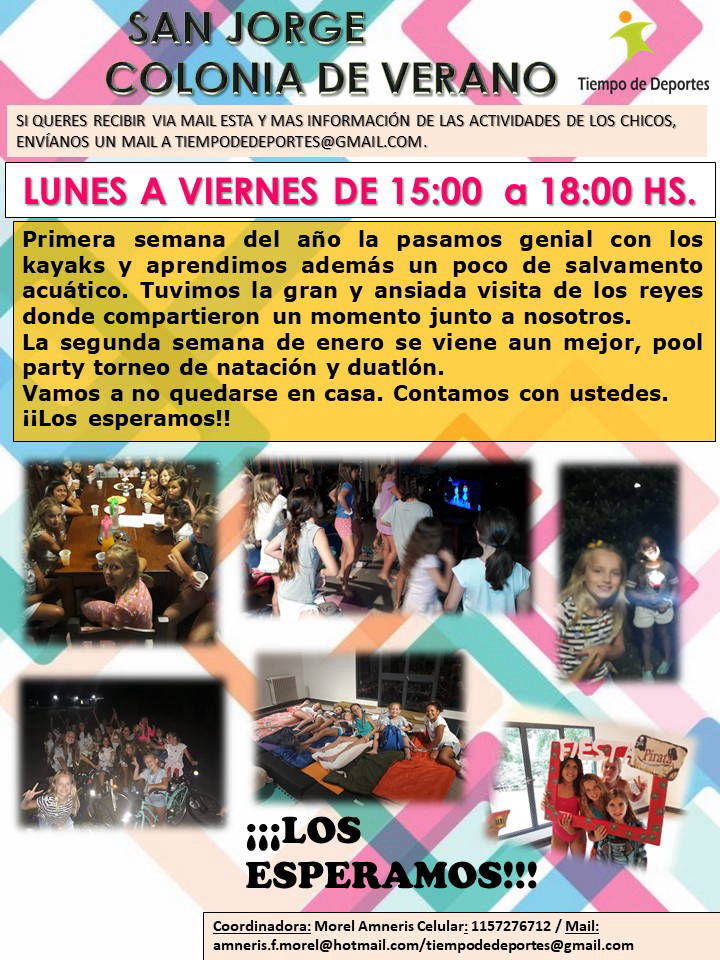 SAN JORGE
COLONIA DE VERANO
Tiempo de Deportes
SI QUERES RECIBIR VIA MAIL ESTA Y MAS INFORMACIÓN DE LAS ACTIVIDADES DE LOS CHICOS,
ENVÍANOS UN MAIL A TIEMPODEDEPORTES@GMAIL.COM.
LUNES A VIERNES DE 15:00 a 18:00 HS.
Primera semana del año la pasamos genial con los
kayaks y aprendimos además un poco de salvamento
acuático. Tuvimos la gran y ansiada visita de los reyes
donde compartieron un momento junto a nosotros.
La segunda semana de enero se viene aun mejor, pool
party torneo de natación y duatlón.
Vamos a no quedarse en casa. Contamos con ustedes.
¡¡Los esperamos!!
FIESTA
Pirata
¡¡¡LOS
ESPERAMOS!!!
Coordinadora: Morel Amneris Celular: 1157276712 / Mail:
amneris.f.morel@hotmail.com/tiempodedeportes@gmail.com